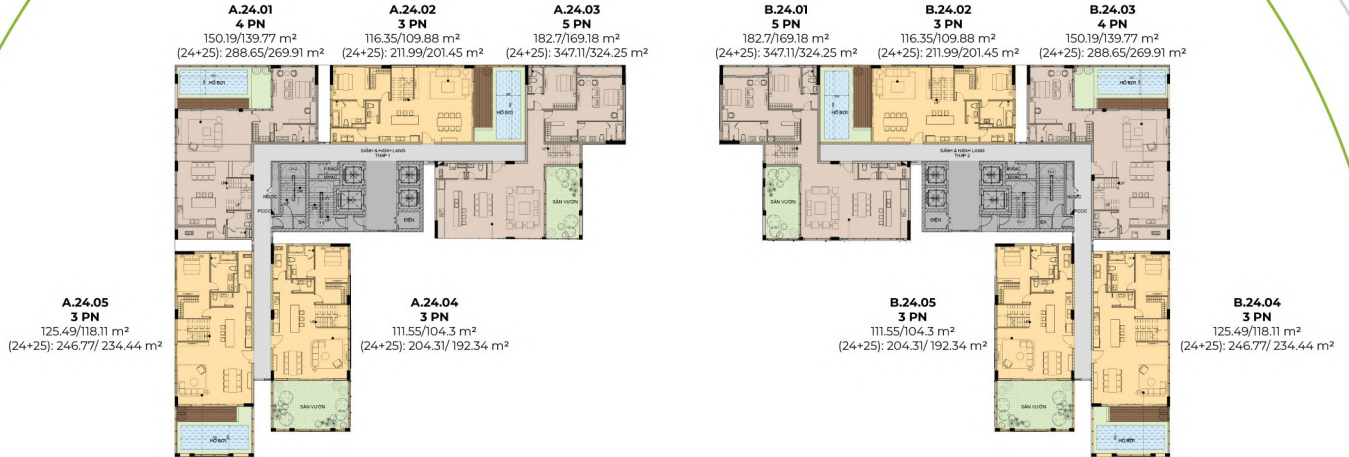 A.24.01
4 PN
150.19/139.77 m²
(24+25): 288.65/269.91 m²
A.24.02
3 PN
116.35/109.88 m²
(24+25): 211.99/201.45 m²
A.24.03
5 PN
182.7/169.18 m²
(24+25): 347.11/324.25 m²
B.24.01
5 PN
182.7/169.18 m²
(24+25): 347.11/324.25 m²
B.24.02
3 PN
116.35/109.88 m²
(24+25): 211.99/201.45 m²
B.24.03
4 PN
150.19/139.77 m²
(24+25): 288.65/269.91 m²
HỒ BƠI
HỒ BƠI
HỒ BƠI
HỒ BƠI
SẢNH & HÀNH LANG
THÁP 1
SẢNH & HÀNH LANG
THÁP 2
P.RÁC
NƯỚC
PCCC
ĐIỆN
SÂN VƯỜN
SÂN VƯỜN
ĐIỆN
P.RÁC
NƯỚC
PCCC
A.24.05
3 PN
125.49/118.11 m²
(24+25): 246.77/ 234.44 m²
A.24.04
3 PN
111.55/104.3 m²
(24+25): 204.31/ 192.34 m²
B.24.05
3 PN
111.55/104.3 m²
(24+25): 204.31/ 192.34 m²
B.24.04
3 PN
125.49/118.11 m²
(24+25): 246.77/ 234.44 m²
SÂN VƯỜN
SÂN VƯỜN
HỒ BƠI
HỒ BƠI